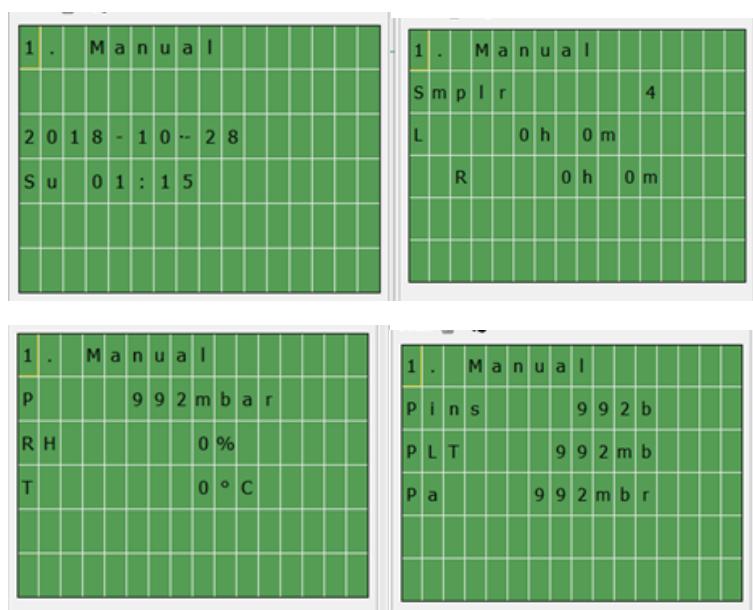 1. Manual
2018-10-28
Su 01:15
1. Manual
Smplr 4
L 0h 0m
R 0h 0m
1. Manual
P 992mbar
RH 0%
T 0°C
1. Manual
Pins 992b
PLT 992mb
Pa 992mbr